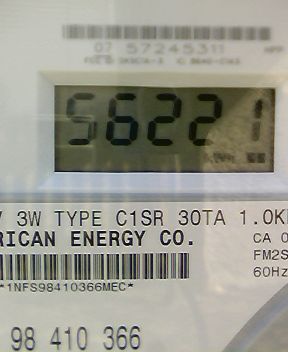 07 57245311
56221
3W TYPE C1SR 30TA 1.0K
RICAN ENERGY CO.
CA 0
FM2S
60Hz
*1NFS98410366MEC*
98 410 366